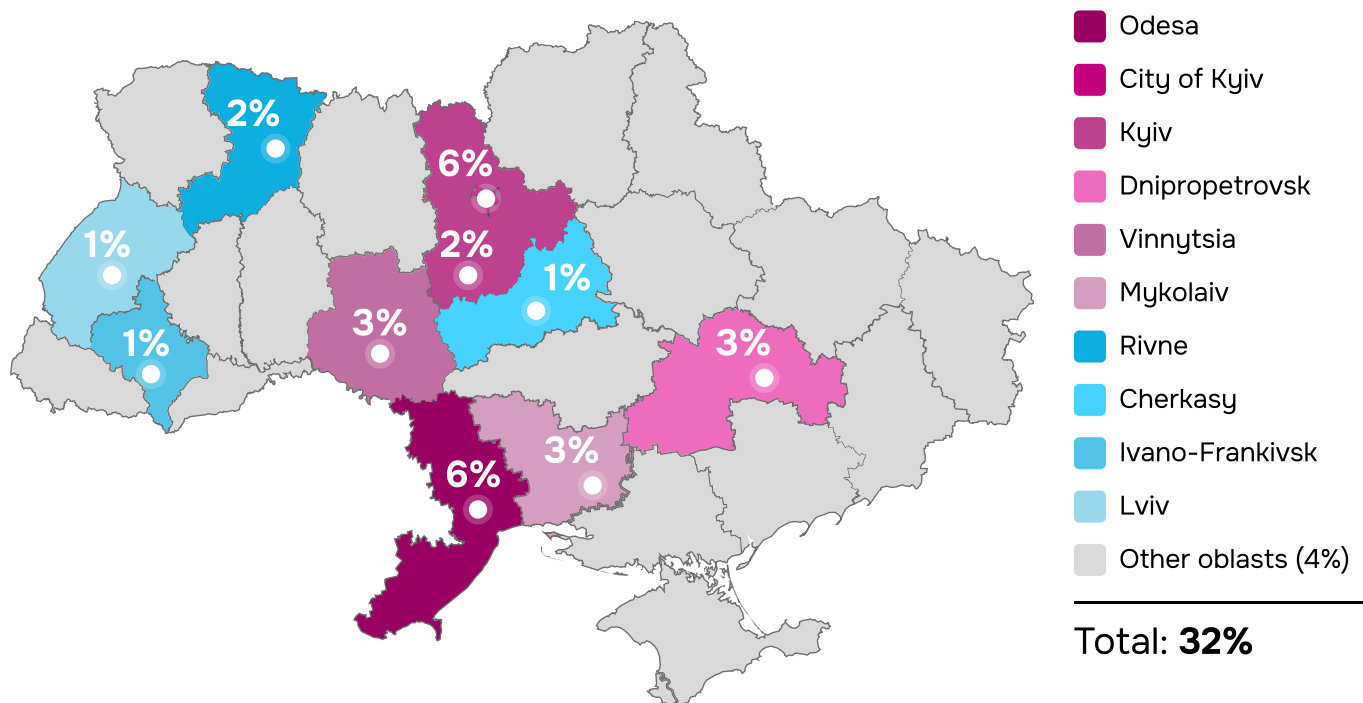 2%
6%
1%
2%
1%
3%
1%
3%
3%
6%
Odesa
City of Kyiv
Kyiv
Dnipropetrovsk
Vinnytsia
Mykolaiv
Rivne
Cherkasy
Ivano-Frankivsk
Lviv
Other oblasts (4%)
Total: 32%